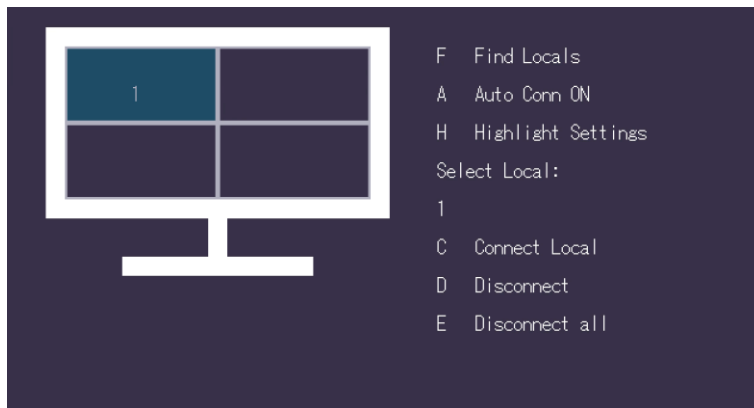 1
F Find Locals
A Auto Conn ON
H Highlight Settings
Select Local:
1
C Connect Local
D Disconnect
E Disconnect all